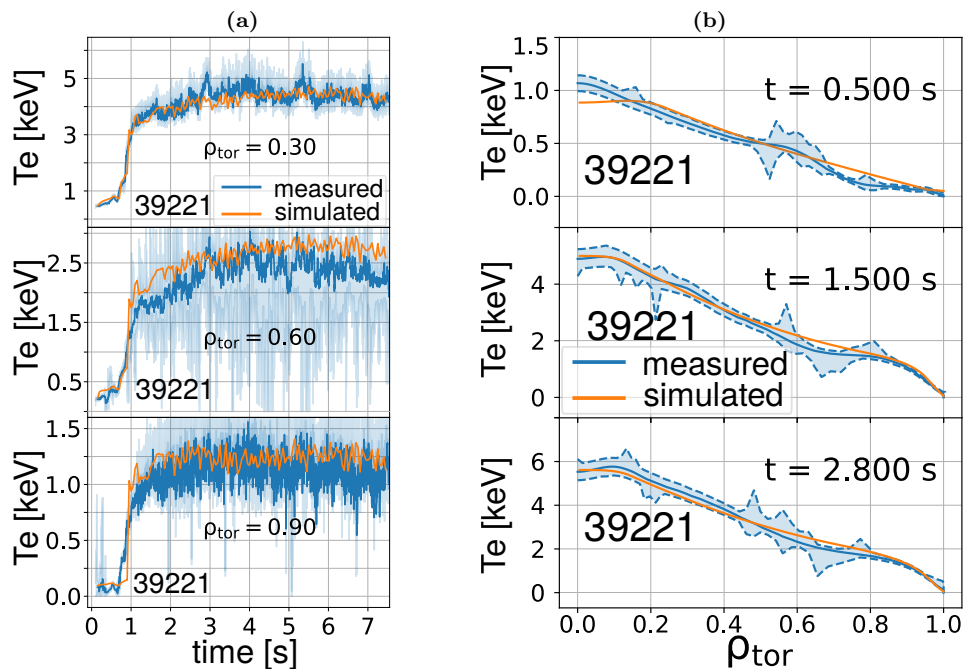 (a)
Te [keV]
5
3
1
ρtor = 0.30
39221
measured
simulated
Te [keV]
2.5
1.5
0.5
ρtor = 0.60
39221
Te [keV]
1.5
1.0
0.5
0.0
ρtor = 0.90
39221
0 1 2 3 4 5 6 7
time [s]
(b)
Te [keV]
1.5
1.0
0.5
0.0
t = 0.500 s
39221
Te [keV]
4
2
0
t = 1.500 s
39221
measured
simulated
Te [keV]
6
4
2
0
t = 2.800 s
39221
0.0 0.2 0.4 0.6 0.8 1.0
ρtor